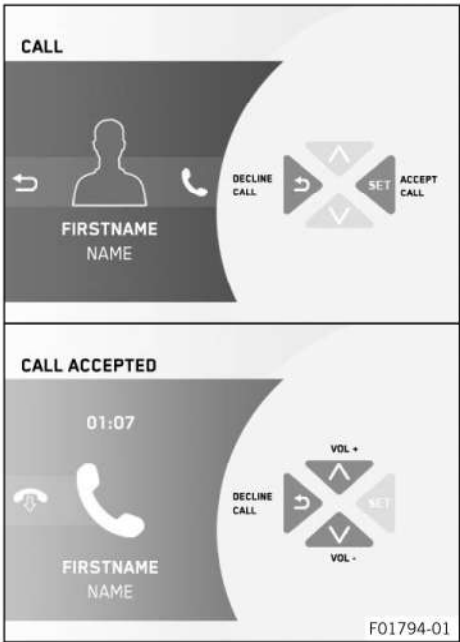 CALL
DECLINE
CALL
SET
ACCEPT
CALL
FIRSTNAME
NAME
CALL ACCEPTED
01:07
VOL +
DECLINE
CALL
SET
VOL -
FIRSTNAME
NAME
F01794-01